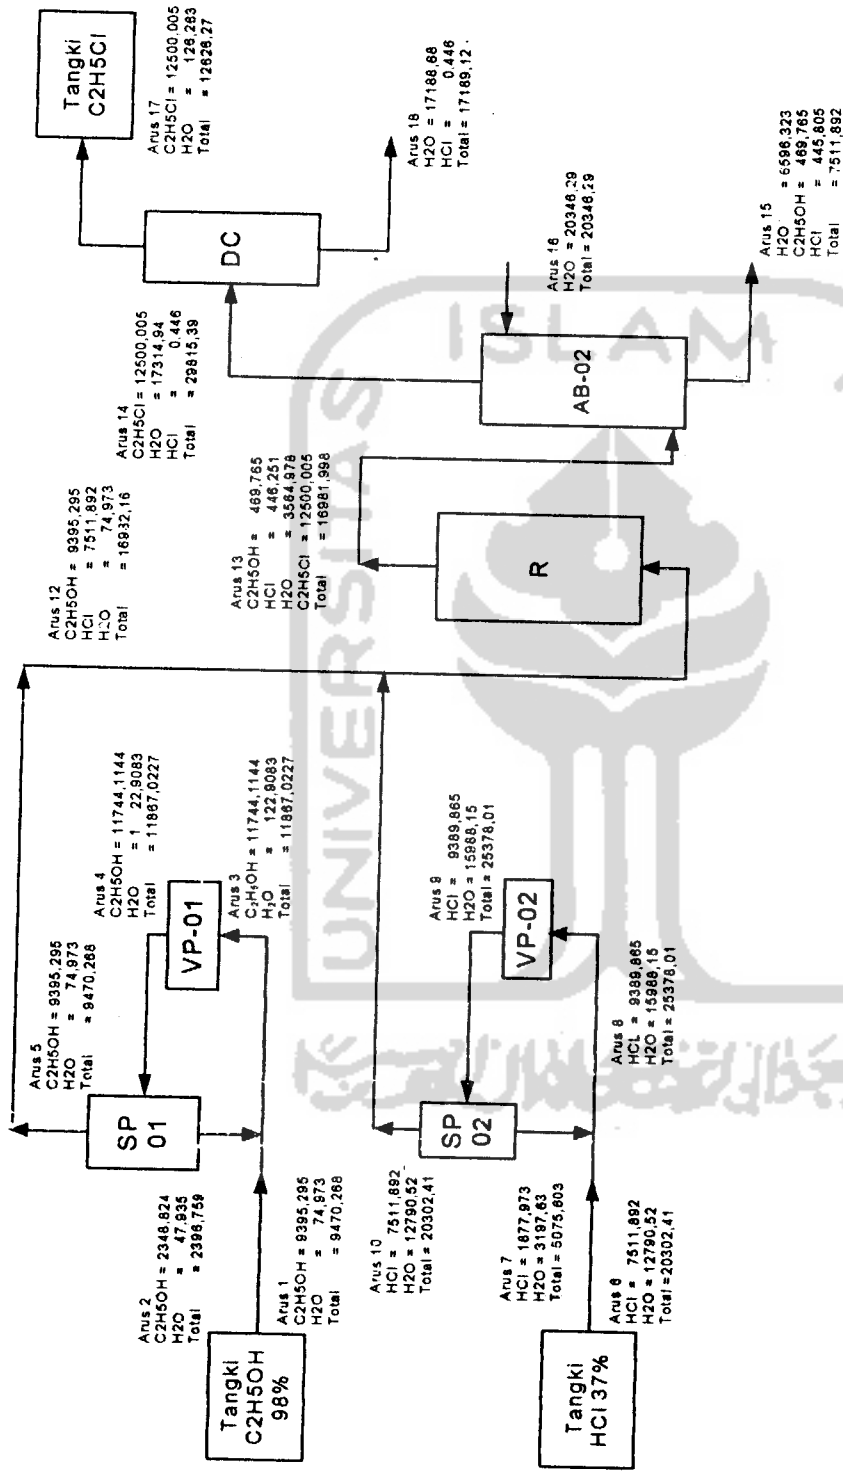 Tangki
C2H5OH
98%
Arus 2
C2H5OH = 2348,824
H2O = 47,935
Total = 2396,759
Arus 1
C2H5OH = 9395,295
H2O = 74,973
Total = 9470,268
SP
01
Arus 5
C2H5OH = 9395,295
H2O = 74,973
Total = 9470,268
VP-01
Arus 4
C2H5OH = 11744,1144
H2O = 1 22,9083
Total = 11867,0227
Arus 3
C2H5OH = 11744,1144
H2O = 122,9083
Total = 11867,0227
Tangki
HCl 37%
Arus 7
HCl = 1877,973
H2O = 3197,63
Total = 5075,603
Arus 6
HCl = 7511,892
H2O = 12790,52
Total = 20302,41
SP
02
Arus 10
HCl = 7511,892
H2O = 12790,52
Total = 20302,41
VP-02
Arus 9
HCl = 9389,865
H2O = 15988,15
Total = 25378,01
Arus 8
HCL = 9389,865
H2O = 15988,15
Total = 25378,01
Arus 12
C2H5OH = 9395,295
HCl = 7511,892
H2O = 74,973
Total = 16982,16
R
Arus 13
C2H5OH = 469,765
HCl = 446,251
H2O = 3564,978
C2H5Cl = 12500,005
Total = 16981,998
AB-02
Arus 14
C2H5Cl = 12500,005
H2O = 17314,94
HCl = 0.446
Total = 29815,39
Arus 16
H2O = 20346,29
Total = 20346,29
Arus 15
H2O = 6596,323
C2H5OH = 469,765
HCl = 445,805
Total = 7511,892
DC
Arus 18
H2O = 17188,68
HCl = 0.446
Total = 17189,12
Tangki
C2H5Cl
Arus 17
C2H5Cl = 12500,005
H2O = 126,263
Total = 12626,27
UNIVERSITAS
ISLAM